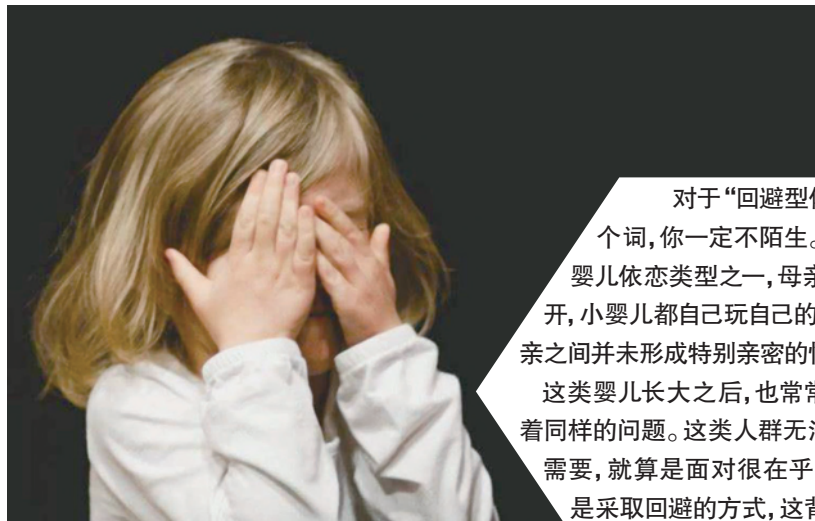 对于“回避型
个词,你一定不陌生。
婴儿依恋类型之一,母亲
开,小婴儿都自己玩自己的
亲之间并未形成特别亲密的
这类婴儿长大之后,也常常
着同样的问题。这类人群无法
需要,就算是面对很在乎
是采取回避的方式,这背